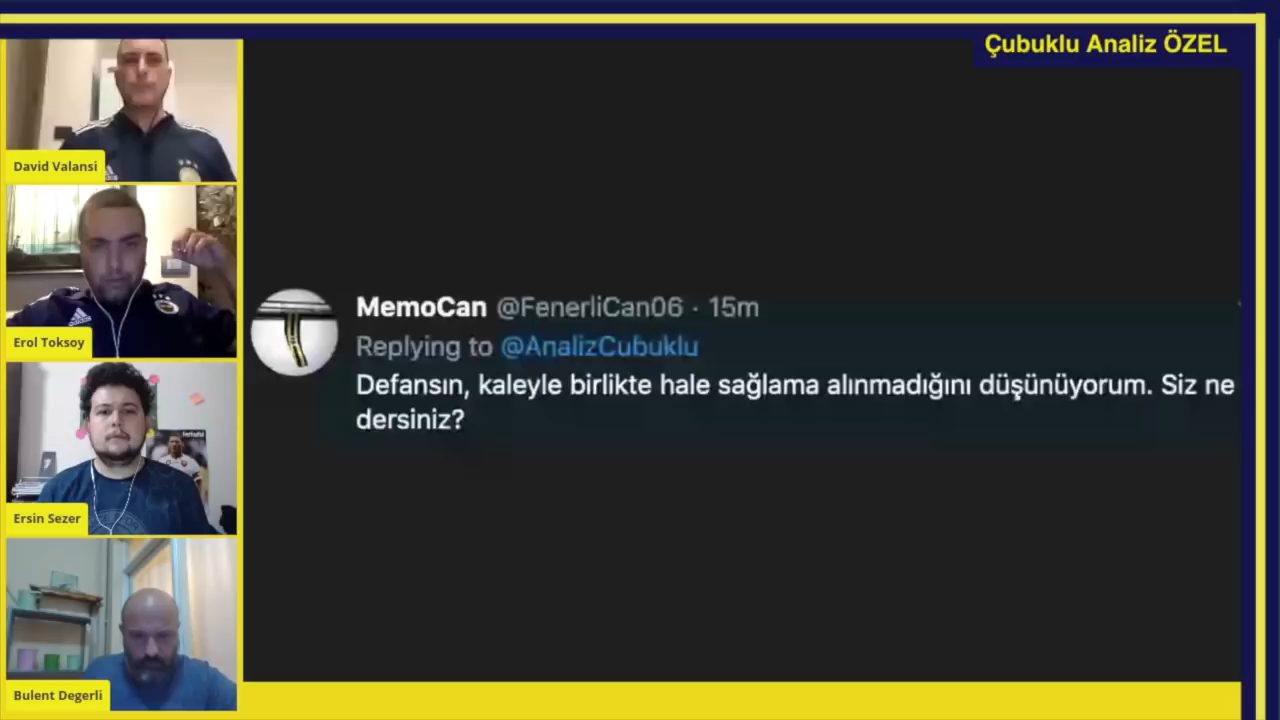 Çubuklu Analiz ÖZEL
David Valansi
Erol Toksoy
Ersin Sezer
Bulent Degerli
MemoCan @FenerliCan06 · 15m
Replying to @AnalizCubuklu
Defansın, kaleyle birlikte hale sağlama alınmadığını düşünüyorum. Siz ne
dersiniz?